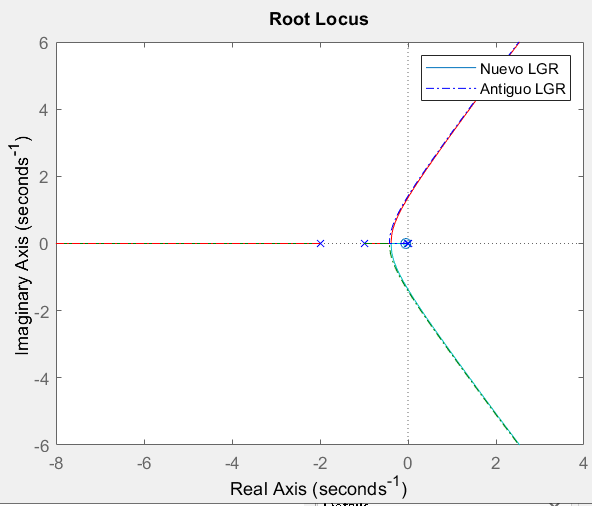 Root Locus
Nuevo LGR
Antiguo LGR
Imaginary Axis (seconds⁻¹)
6
4
2
0
-2
-4
-6
-8
-6
-4
-2
0
2
4
Real Axis (seconds⁻¹)